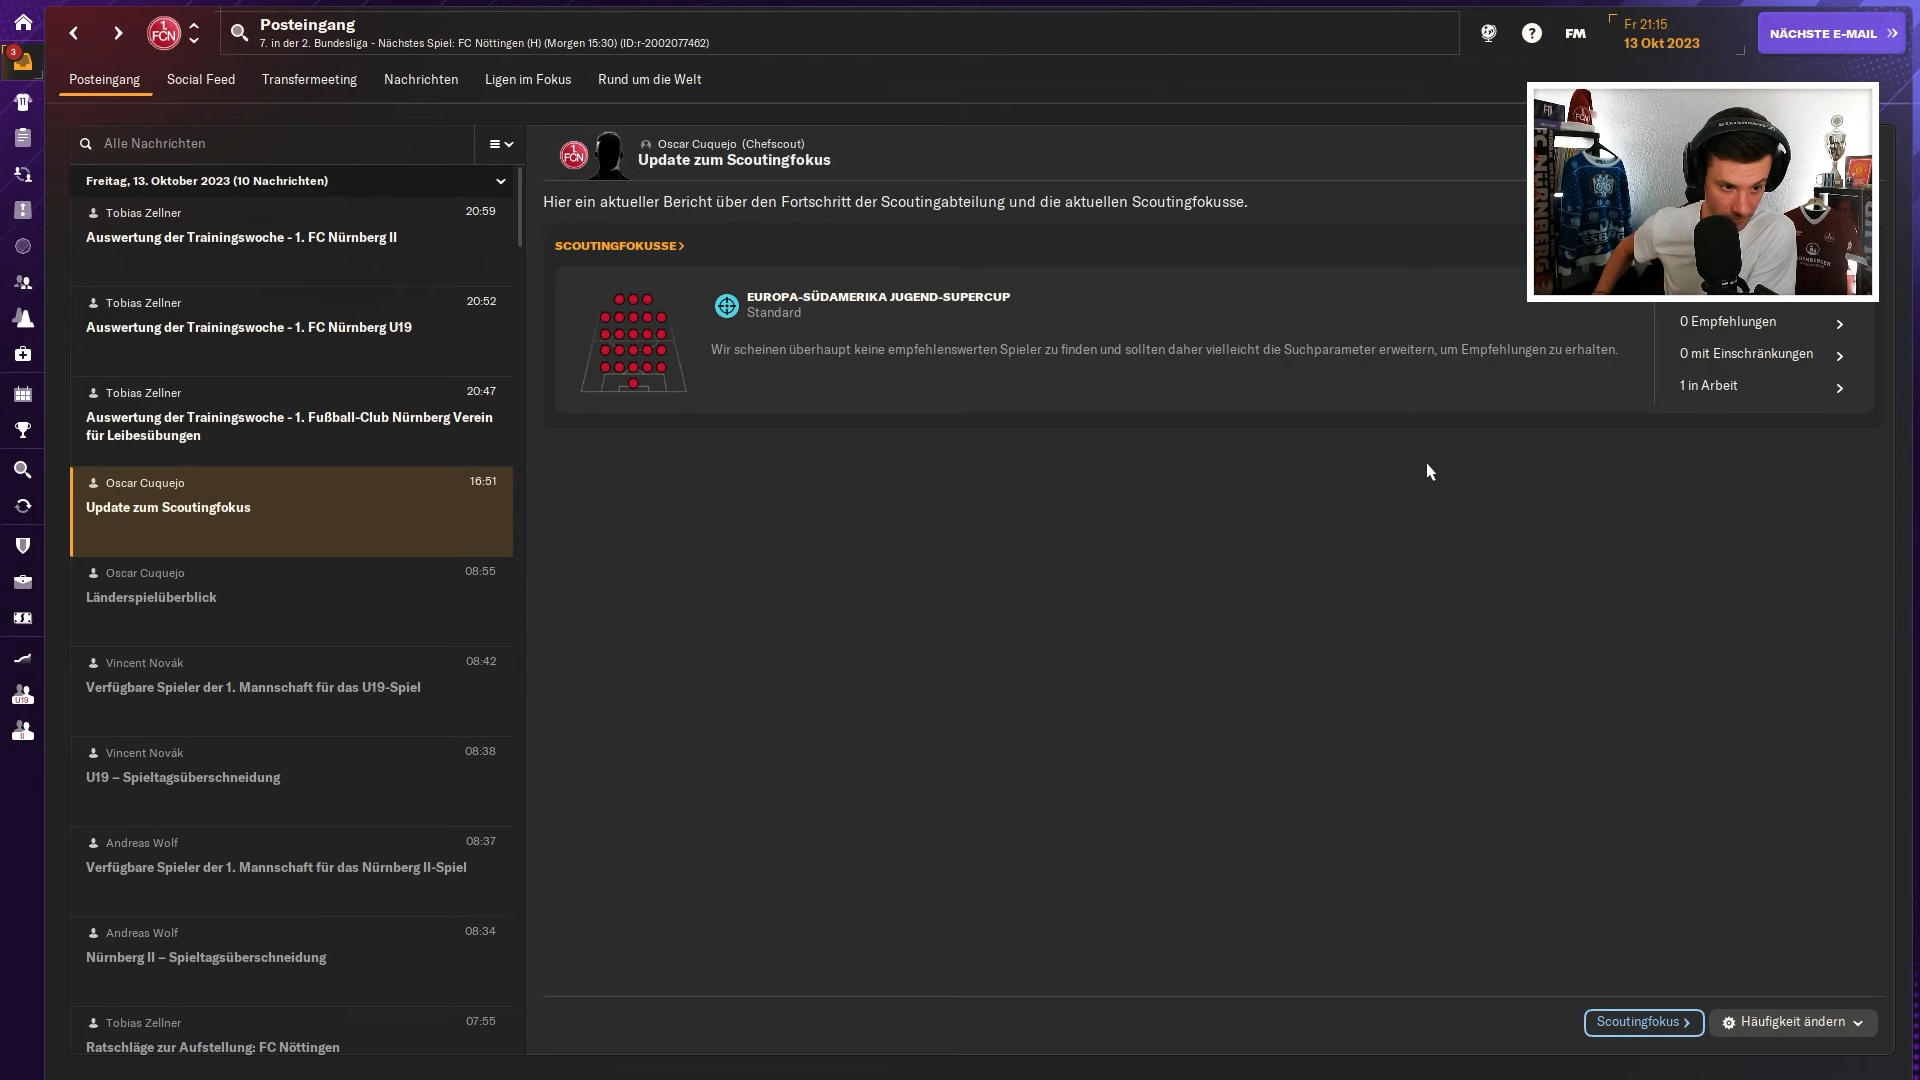 Posteingang
7. in der 2. Bundesliga - Nächstes Spiel: FC Nöttingen (H) (Morgen 15:30) (ID:r-2002077462)
FM
Fr 21:15
13 Okt 2023
NÄCHSTE E-MAIL
3
Posteingang
Social Feed
Transfermeeting
Nachrichten
Ligen im Fokus
Rund um die Welt
Alle Nachrichten
Freitag, 13. Oktober 2023 (10 Nachrichten)
Tobias Zellner 20:59
Auswertung der Trainingswoche - 1. FC Nürnberg II
Tobias Zellner 20:52
Auswertung der Trainingswoche - 1. FC Nürnberg U19
Tobias Zellner 20:47
Auswertung der Trainingswoche - 1. Fußball-Club Nürnberg Verein
für Leibesübungen
Oscar Cuquejo 16:51
Update zum Scoutingfokus
Oscar Cuquejo 08:55
Länderspielüberblick
Vincent Novák 08:42
Verfügbare Spieler der 1. Mannschaft für das U19-Spiel
Vincent Novák 08:38
U19 – Spieltagsüberschneidung
Andreas Wolf 08:37
Verfügbare Spieler der 1. Mannschaft für das Nürnberg II-Spiel
Andreas Wolf 08:34
Nürnberg II – Spieltagsüberschneidung
Tobias Zellner 07:55
Ratschläge zur Aufstellung: FC Nöttingen
U19
II
1.
FCN
Oscar Cuquejo (Chefscout)
Update zum Scoutingfokus
Hier ein aktueller Bericht über den Fortschritt der Scoutingabteilung und die aktuellen Scoutingfokusse.
SCOUTINGFOKUSSE
EUROPA-SÜDAMERIKA JUGEND-SUPERCUP
Standard
Wir scheinen überhaupt keine empfehlenswerten Spieler zu finden und sollten daher vielleicht die Suchparameter erweitern, um Empfehlungen zu erhalten.
0 Empfehlungen
0 mit Einschränkungen
1 in Arbeit
Scoutingfokus
Häufigkeit ändern